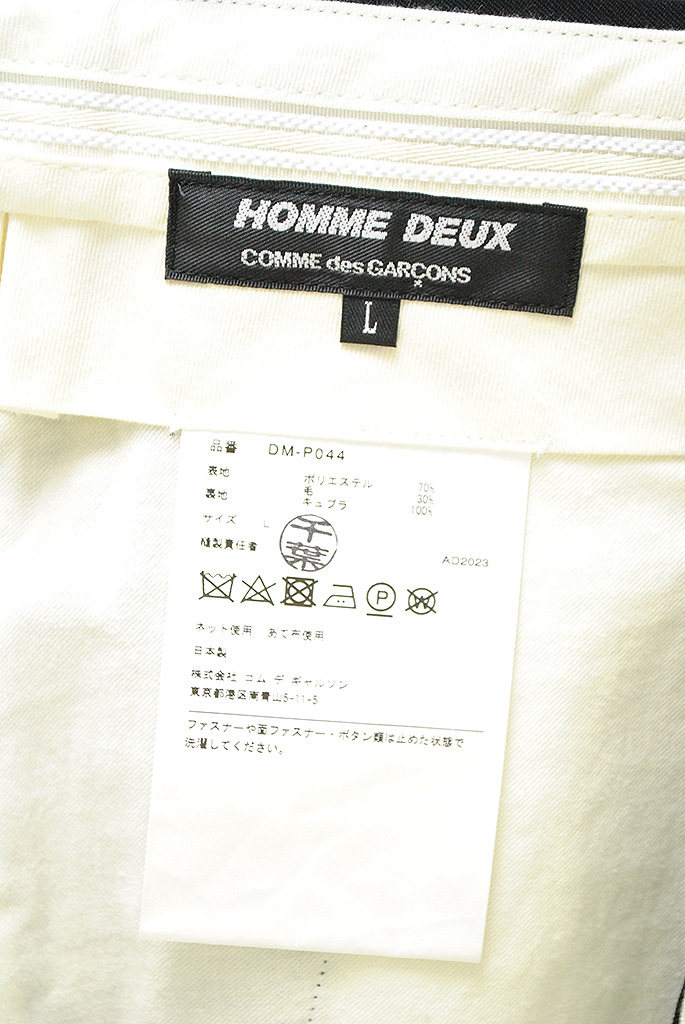 HOMME DEUX
COMME des GARÇONS
L
品番 DM-P044
表地 ポリエステル 70%
毛 30%
裏地 キュプラ 100%
サイズ L
縫製責任者 千葉
AD2023
P
W
ネット使用 あて布使用
日本製
株式会社 コム デ ギャルソン
東京都港区南青山5-11-5
ファスナーや面ファスナー・ボタン類は止めた状態で
洗濯してください。